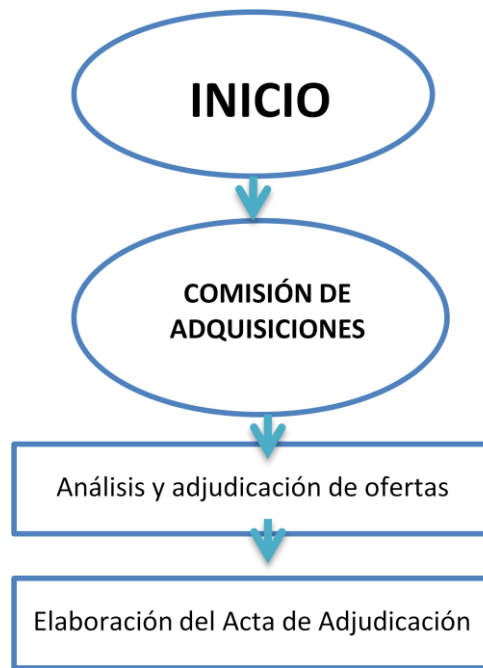 INICIO
COMISIÓN DE
ADQUISICIONES
Análisis y adjudicación de ofertas
Elaboración del Acta de Adjudicación